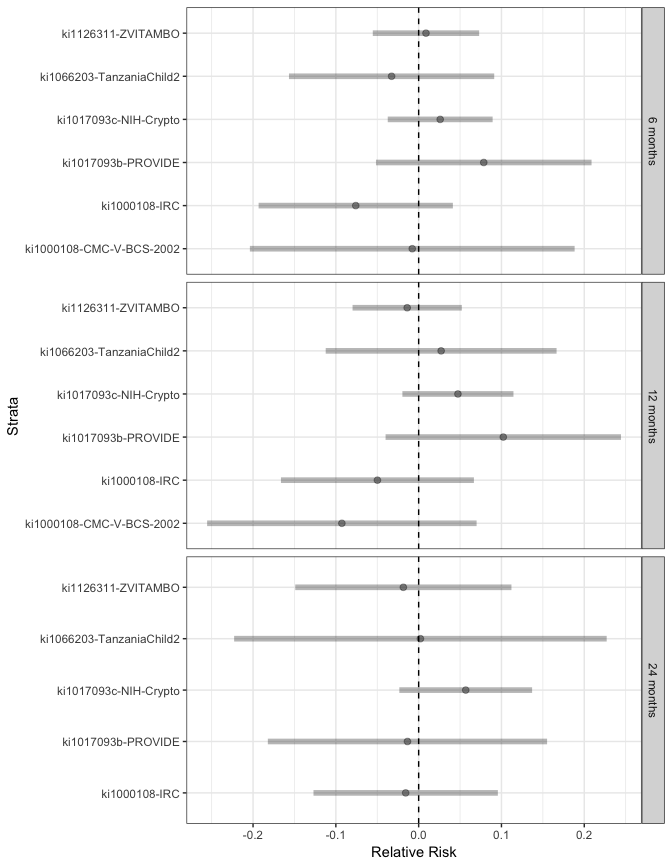 ki1126311-ZVITAMBO
ki1066203-TanzaniaChild2
ki1017093c-NIH-Crypto
ki1017093b-PROVIDE
ki1000108-IRC
ki1000108-CMC-V-BCS-2002
6 months
ki1126311-ZVITAMBO
ki1066203-TanzaniaChild2
ki1017093c-NIH-Crypto
ki1017093b-PROVIDE
ki1000108-IRC
ki1000108-CMC-V-BCS-2002
12 months
Strata
ki1126311-ZVITAMBO
ki1066203-TanzaniaChild2
ki1017093c-NIH-Crypto
ki1017093b-PROVIDE
ki1000108-IRC
24 months
-0.2 -0.1 0.0 0.1 0.2
Relative Risk